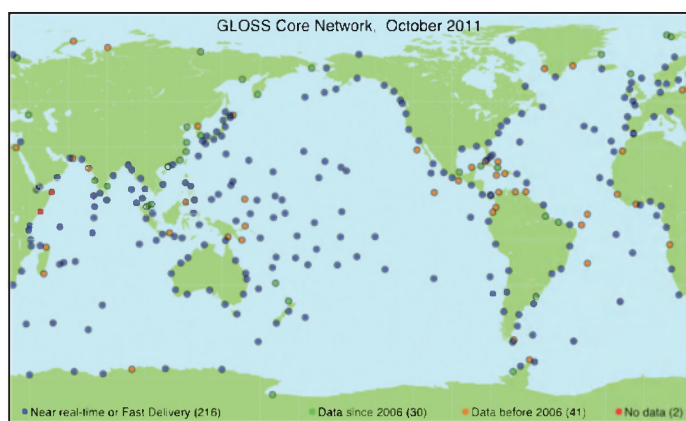 GLOSS Core Network, October 2011
Near real-time or Fast Delivery (216) Data since 2006 (30) Data before 2006 (41) No data (2)